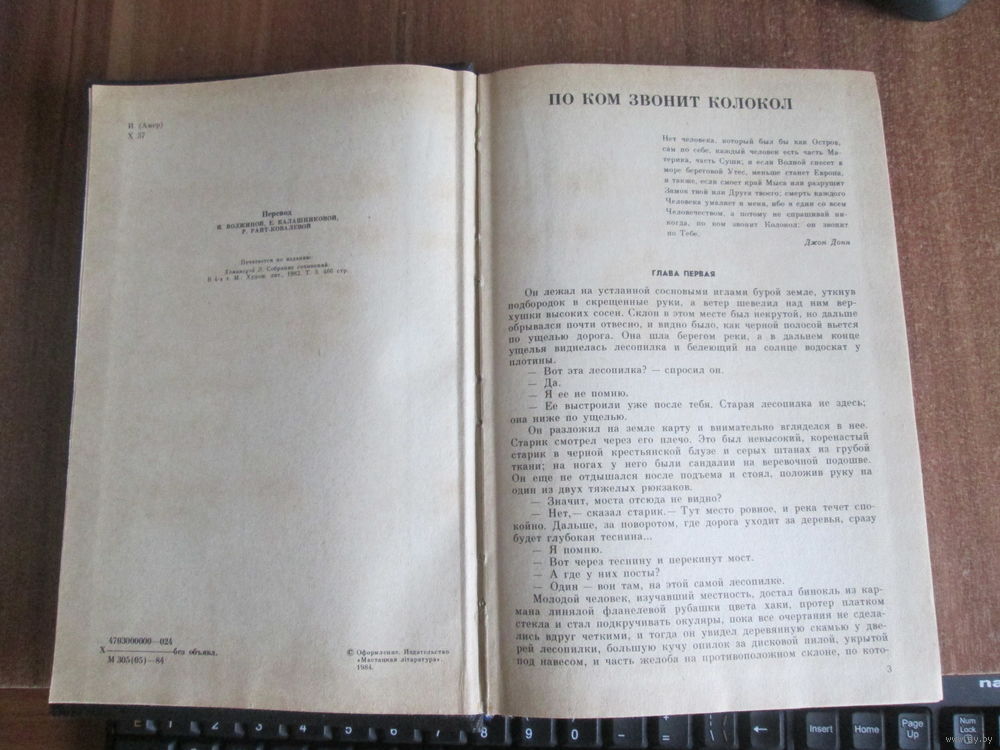 И (Амер)
Х 37
Перевод
Н. ВОЛЖИНОЙ, Е. КАЛАШНИКОВОЙ,
Р. РАЙТ-КОВАЛЕВОЙ
Печатается по изданию:
Хемингуэй Э. Собрание сочинений:
В 4-х т. М.: Худож. лит., 1982. Т. 3. 466 стр.
4703000000—024
Х———————без объявл.
М 305(05)—84
© Оформление. Издательство
«Мастацкая літаратура».
1984.
ПО КОМ ЗВОНИТ КОЛОКОЛ
Нет человека, который был бы как Остров,
сам по себе, каждый человек есть часть Ма-
терика, часть Суши; и если Волной снесет в
море береговой Утес, меньше станет Европа,
и также, если смоет край Мыса или разрушит
Замок твой или Друга твоего; смерть каждого
Человека умаляет и меня, ибо я един со всем
Человечеством, а потому не спрашивай ни-
когда, по ком звонит Колокол: он звонит
по Тебе.
Джон Донн
ГЛАВА ПЕРВАЯ
Он лежал на устланной сосновыми иглами бурой земле, уткнув
подбородок в скрещенные руки, а ветер шевелил над ним вер-
хушки высоких сосен. Склон в этом месте был некрутой, но дальше
обрывался почти отвесно, и видно было, как черной полосой вьется
по ущелью дорога. Она шла берегом реки, а в дальнем конце
ущелья виднелась лесопилка и белеющий на солнце водоскат у
плотины.
— Вот эта лесопилка? — спросил он.
— Да.
— Я ее не помню.
— Ее выстроили уже после тебя. Старая лесопилка не здесь;
она ниже по ущелью.
Он разложил на земле карту и внимательно вгляделся в нее.
Старик смотрел через его плечо. Это был невысокий, коренастый
старик в черной крестьянской блузе и серых штанах из грубой
ткани; на ногах у него были сандалии на веревочной подошве.
Он еще не отдышался после подъема и стоял, положив руку на
один из двух тяжелых рюкзаков.
— Значит, моста отсюда не видно?
— Нет,— сказал старик.— Тут место ровное, и река течет спо-
койно. Дальше, за поворотом, где дорога уходит за деревья, сразу
будет глубокая теснина...
— Я помню.
— Вот через теснину и перекинут мост.
— А где у них посты?
— Один — вон там, на этой самой лесопилке.
Молодой человек, изучавший местность, достал бинокль из кар-
мана линялой фланелевой рубашки цвета хаки, протер платком
стекла и стал подкручивать окуляры, пока все очертания не сдела-
лись вдруг четкими, и тогда он увидел деревянную скамью у две-
рей лесопилки, большую кучу опилок за дисковой пилой, укрытой
под навесом, и часть желоба на противоположном склоне, по кото-
3
1 2 3 4 5 6 7 8 9 0 - + = \
Insert
Home
Page
Up
Num
Lock
www.ay.by